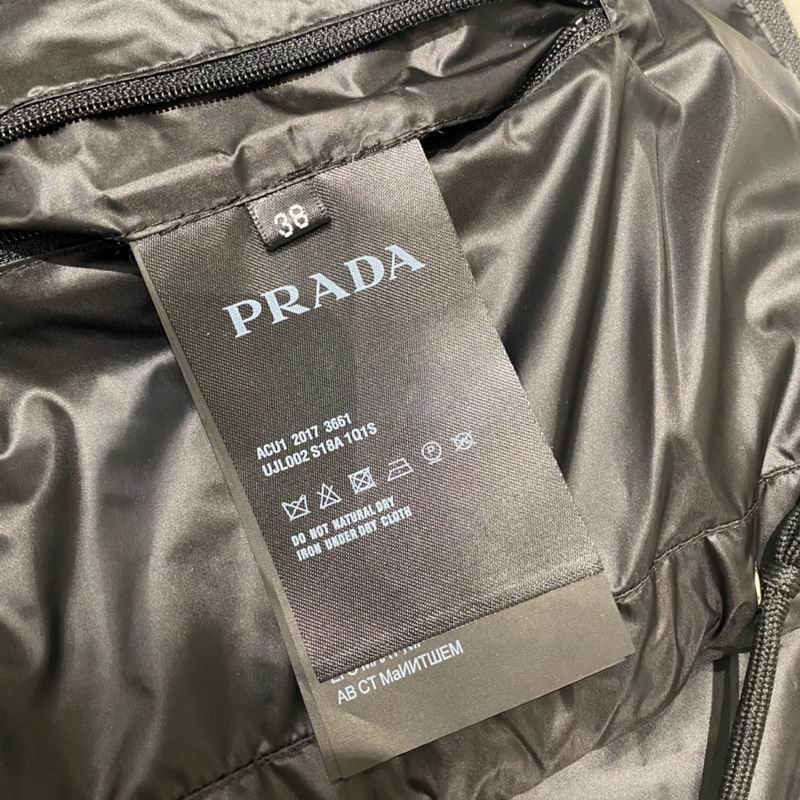 38
PRADA
ACU1 2017 3661
UJL002 S18A 1Q1S
P
DO NOT NATURAL DRY
IRON UNDER DRY CLOTH
АВ СТ МаИИТШЕМ